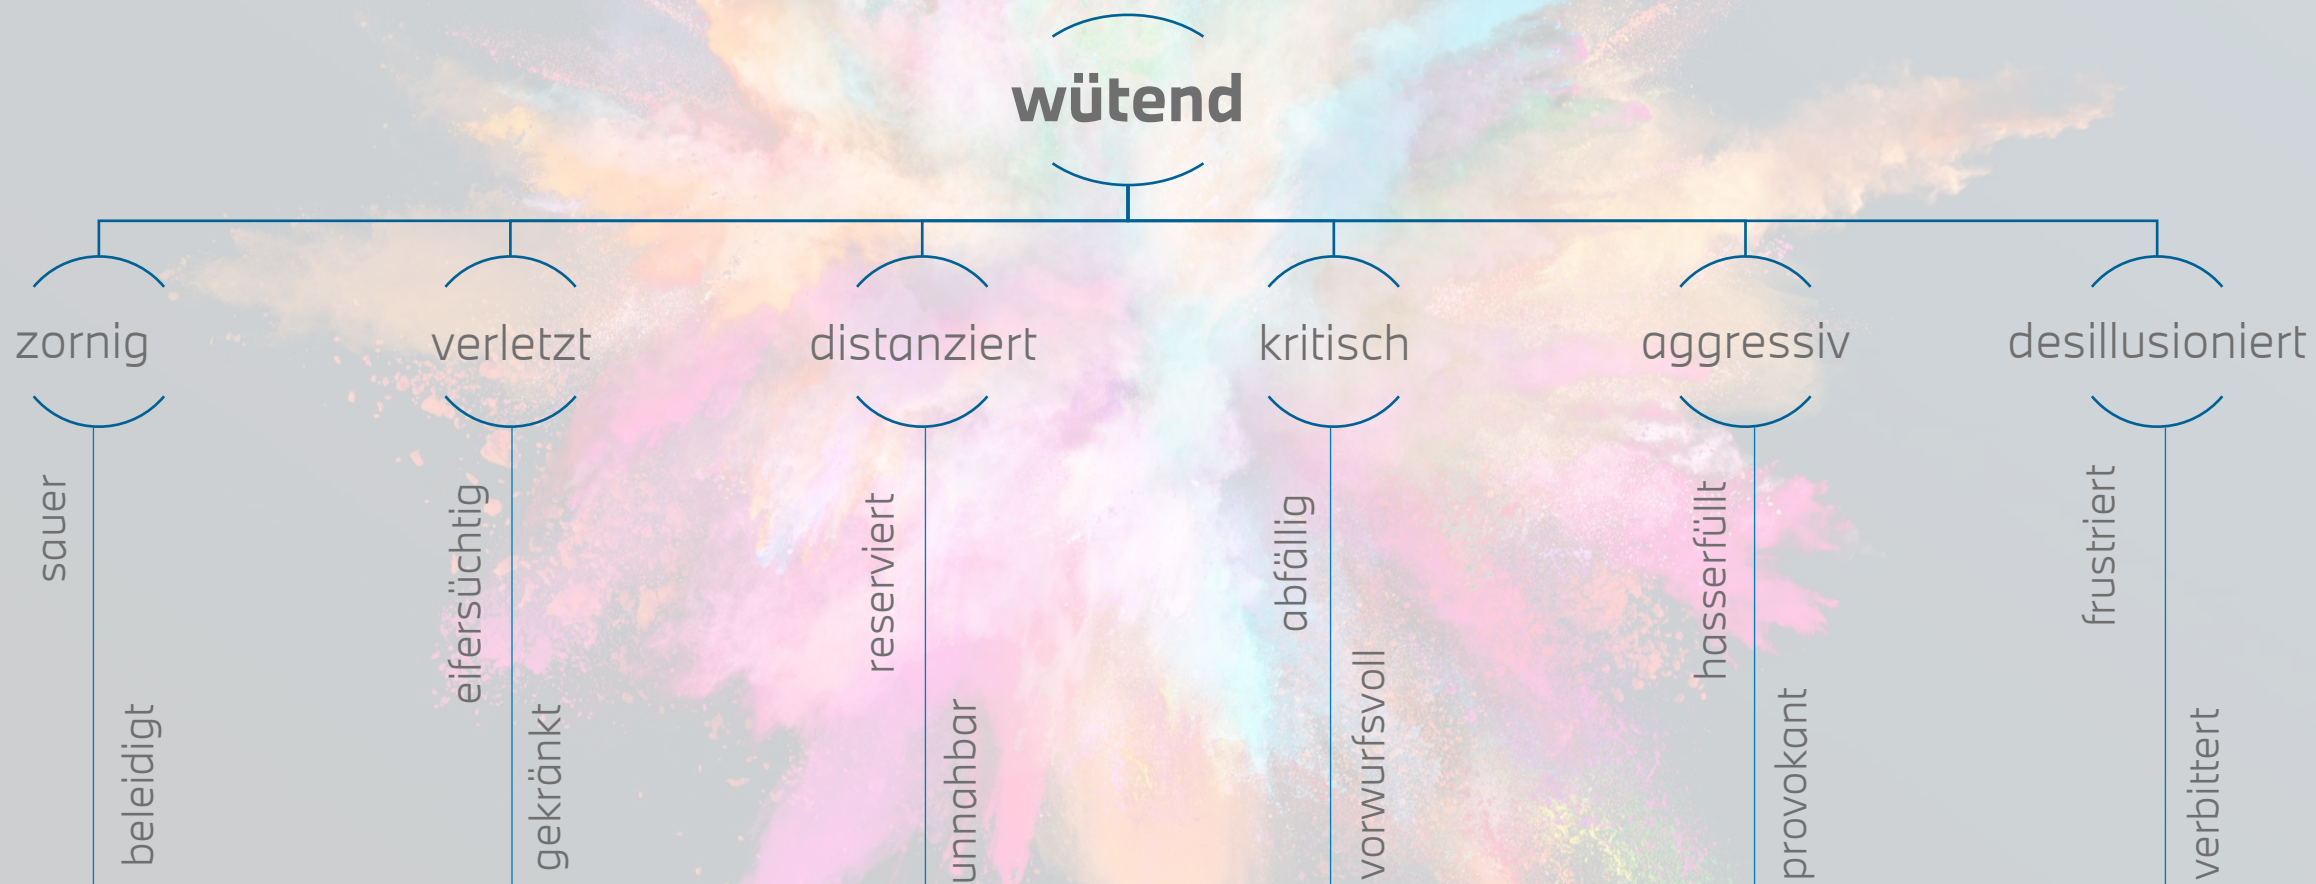 wütend
zornig
verletzt
distanziert
kritisch
aggressiv
desillusioniert
sauer
beleidigt
eifersüchtig
gekränkt
reserviert
unnahbar
abfällig
vorwurfsvoll
hasserfüllt
provokant
frustriert
verbittert